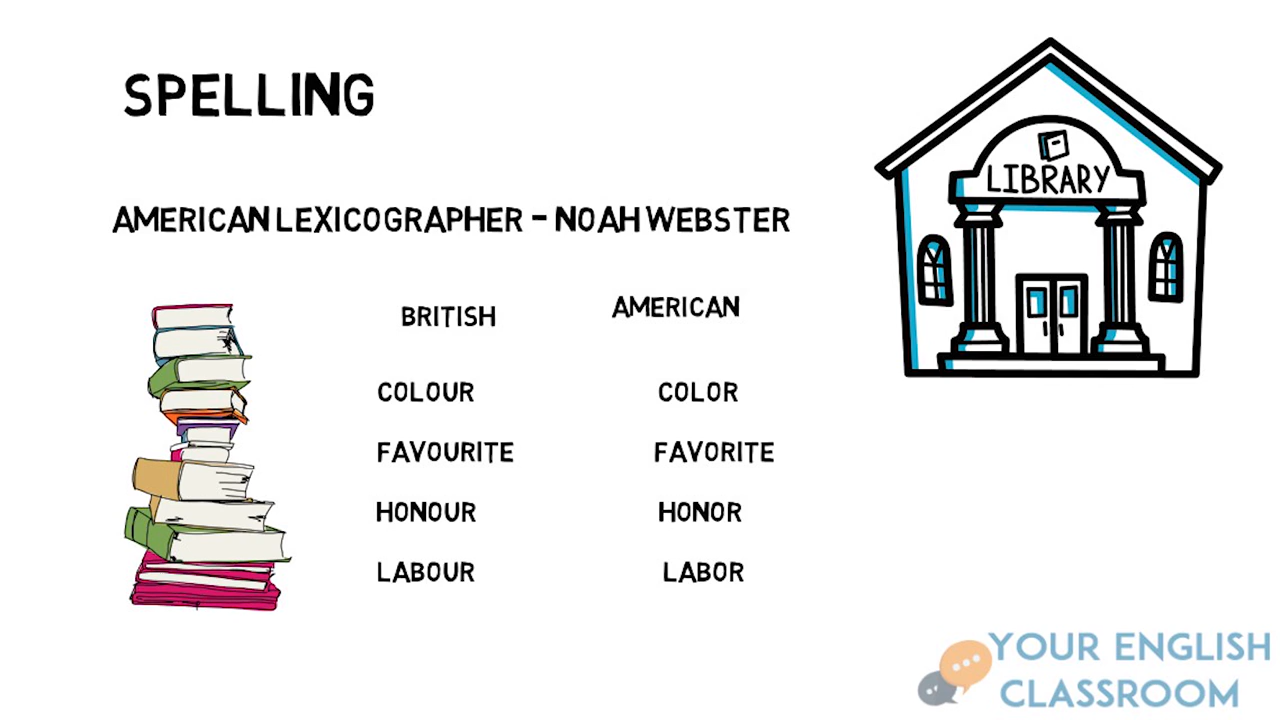 SPELLING
LIBRARY
AMERICAN LEXICOGRAPHER - NOAH WEBSTER
BRITISH AMERICAN
COLOUR COLOR
FAVOURITE FAVORITE
HONOUR HONOR
LABOUR LABOR
YOUR ENGLISH
CLASSROOM